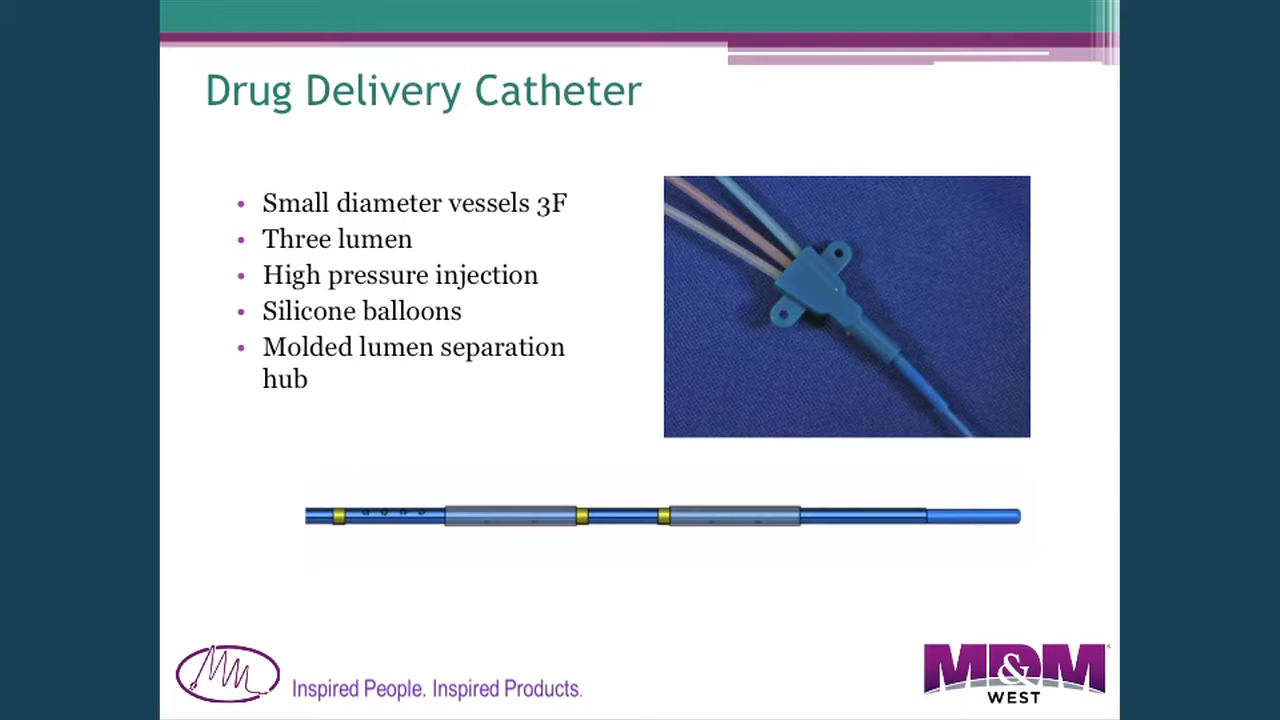 Drug Delivery Catheter
• Small diameter vessels 3F
• Three lumen
• High pressure injection
• Silicone balloons
• Molded lumen separation
hub
MM
Inspired People. Inspired Products.
MD&M
WEST